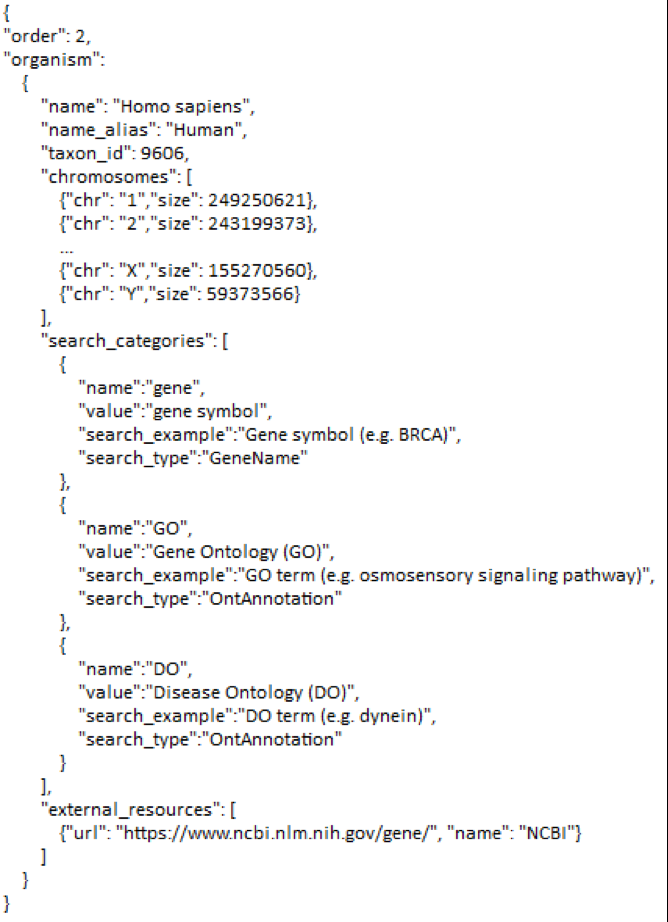 {
"order": 2,
"organism":
{
"name": "Homo sapiens",
"name_alias": "Human",
"taxon_id": 9606,
"chromosomes": [
{"chr": "1","size": 249250621},
{"chr": "2","size": 243199373},
...
{"chr": "X","size": 155270560},
{"chr": "Y","size": 59373566}
],
"search_categories": [
{
"name":"gene",
"value":"gene symbol",
"search_example":"Gene symbol (e.g. BRCA)",
"search_type":"GeneName"
},
{
"name":"GO",
"value":"Gene Ontology (GO)",
"search_example":"GO term (e.g. osmosensory signaling pathway)",
"search_type":"OntAnnotation"
},
{
"name":"DO",
"value":"Disease Ontology (DO)",
"search_example":"DO term (e.g. dynein)",
"search_type":"OntAnnotation"
}
],
"external_resources": [
{"url": "https://www.ncbi.nlm.nih.gov/gene/", "name": "NCBI"}
]
}
}